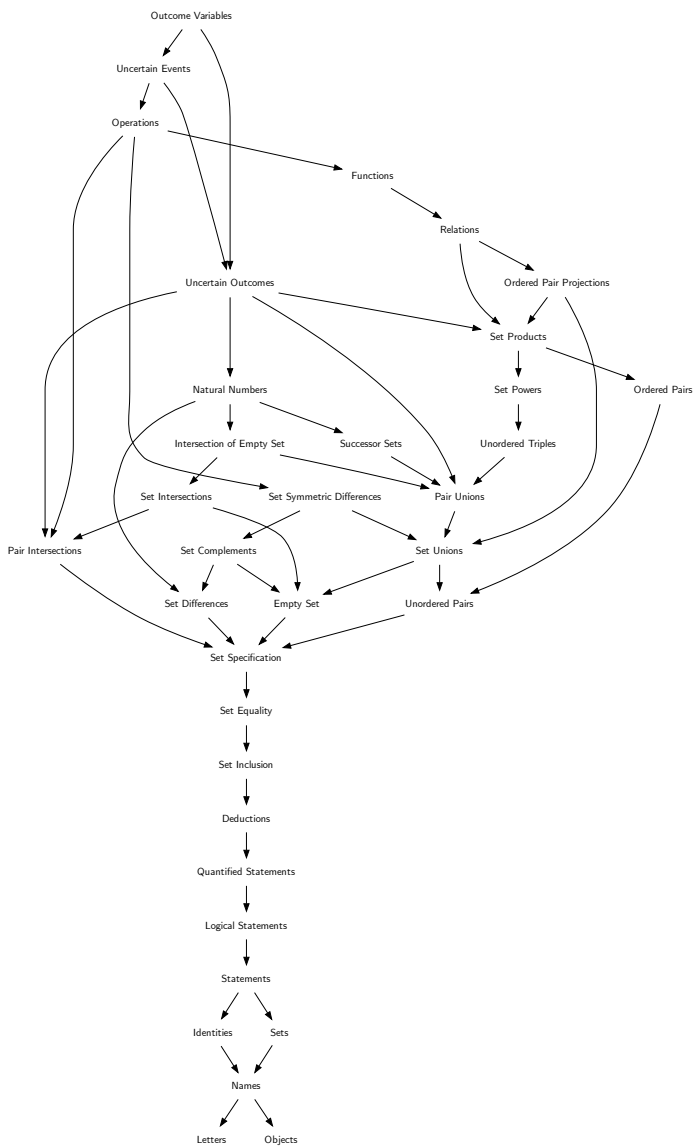 Outcome Variables
Uncertain Events
Operations
Functions
Relations
Uncertain Outcomes
Ordered Pair Projections
Set Products
Natural Numbers
Set Powers
Ordered Pairs
Intersection of Empty Set
Successor Sets
Unordered Triples
Set Intersections
Set Symmetric Differences
Pair Unions
Pair Intersections
Set Complements
Set Unions
Set Differences
Empty Set
Unordered Pairs
Set Specification
Set Equality
Set Inclusion
Deductions
Quantified Statements
Logical Statements
Statements
Identities
Sets
Names
Letters
Objects